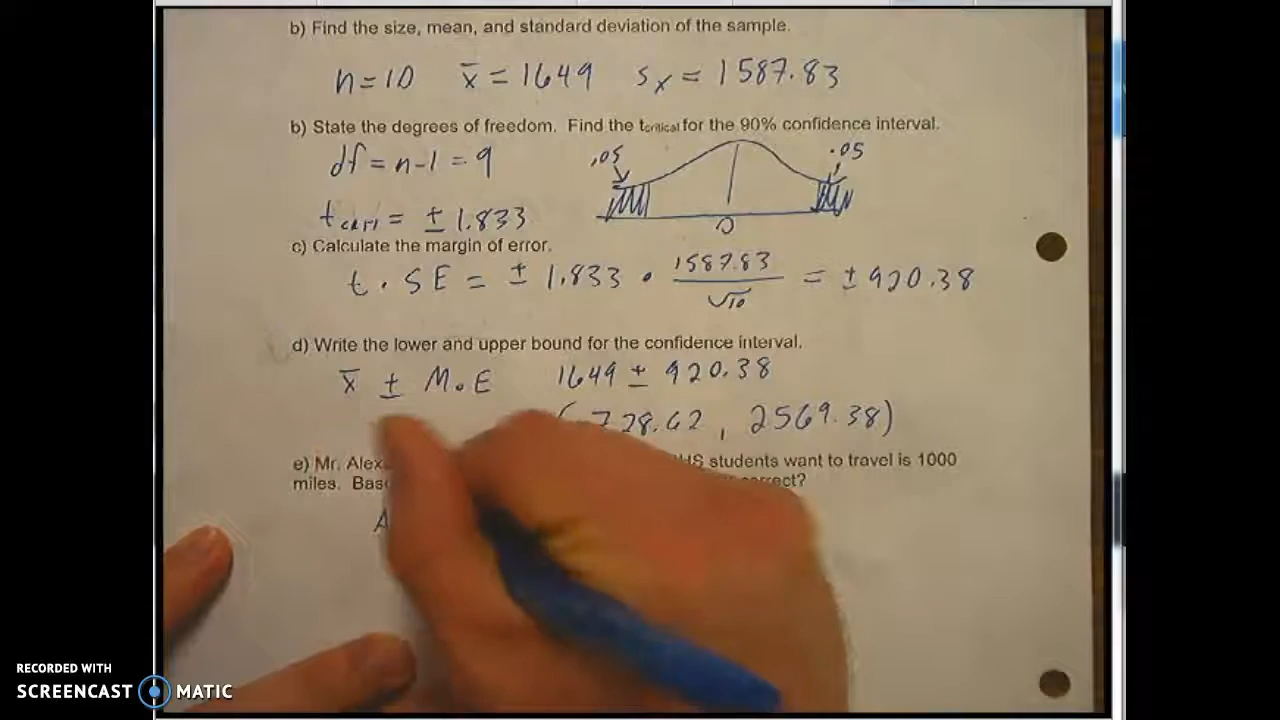 b) Find the size, mean, and standard deviation of the sample.
n = 10 x̄ = 1649 sx = 1587.83
b) State the degrees of freedom. Find the tcritical for the 90% confidence interval.
df = n-1 = 9
.05 .05
tcrit = ± 1.833
0
c) Calculate the margin of error.
t · SE = ± 1.833 · 1587.83 / √10 = ± 920.38
d) Write the lower and upper bound for the confidence interval.
x̄ ± M.E 1649 ± 920.38
( 728.62 , 2569.38)
e) Mr. students want to travel is 1000
miles.
RECORDED WITH
SCREENCAST MATIC